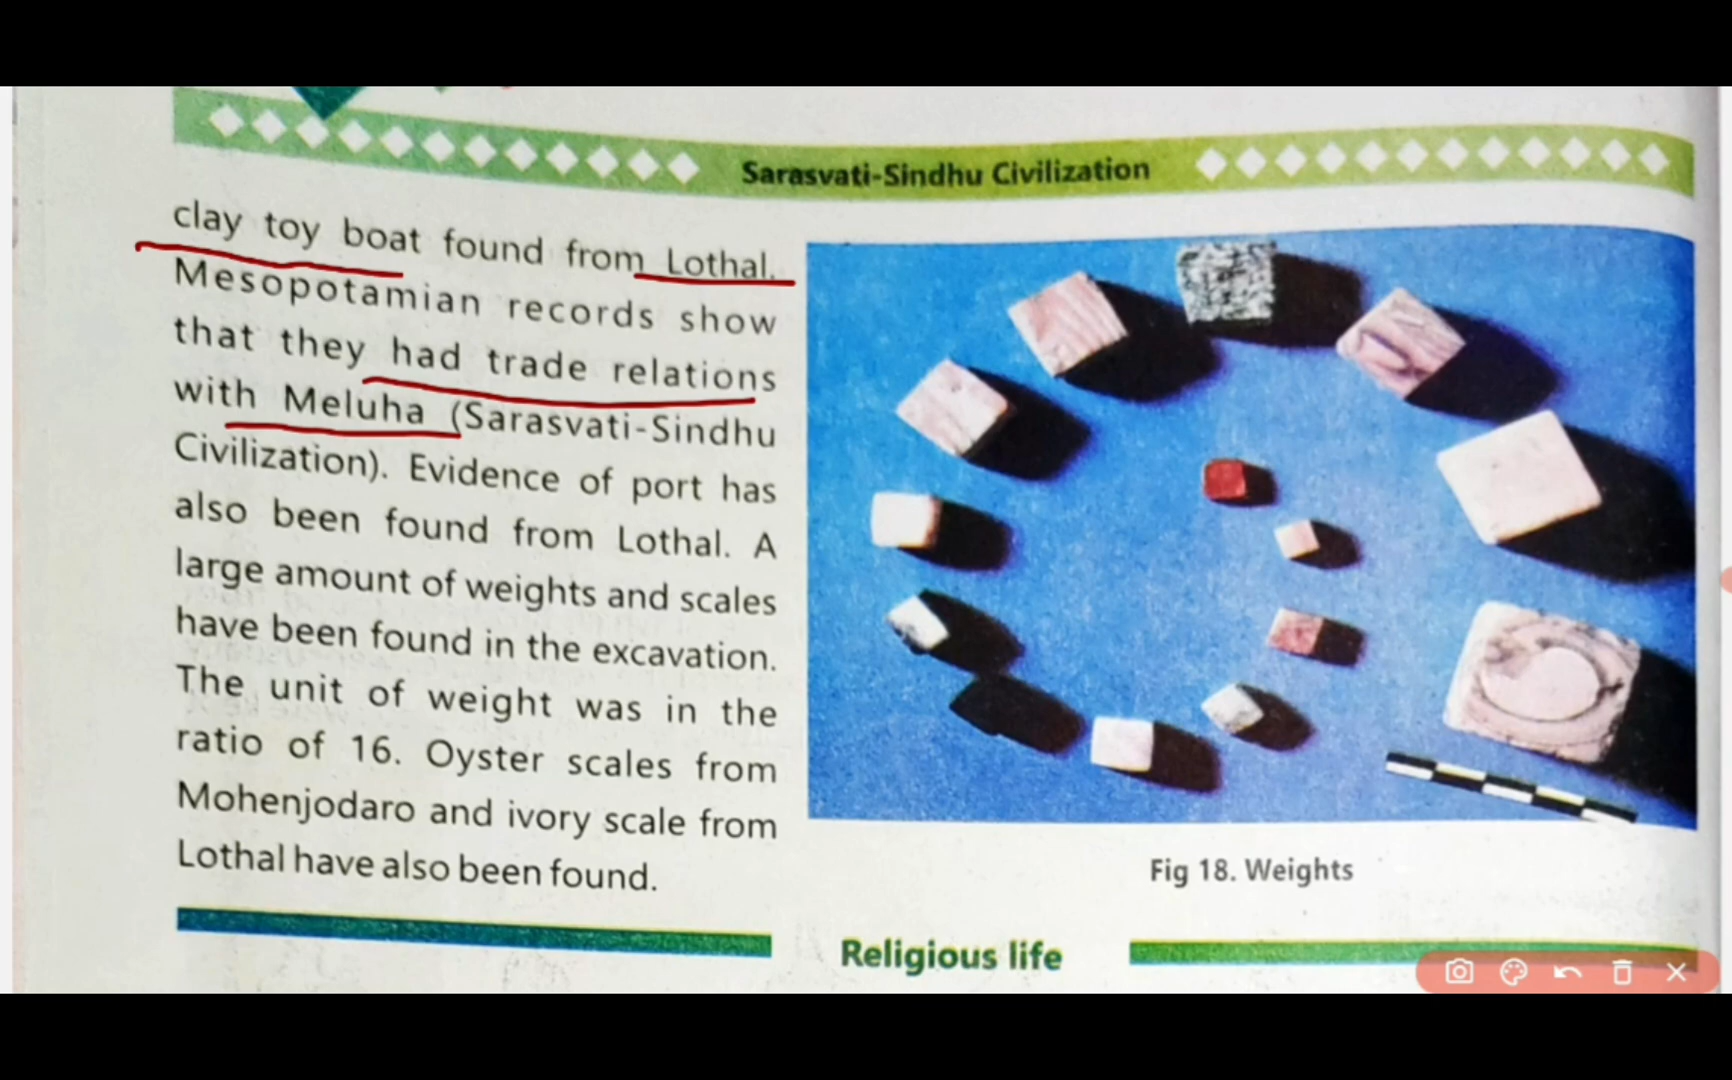 Sarasvati-Sindhu Civilization
clay toy boat found from Lothal.
Mesopotamian records show
that they had trade relations
with Meluha (Sarasvati-Sindhu
Civilization). Evidence of port has
also been found from Lothal. A
large amount of weights and scales
have been found in the excavation.
The unit of weight was in the
ratio of 16. Oyster scales from
Mohenjodaro and ivory scale from
Lothal have also been found.
Fig 18. Weights
Religious life